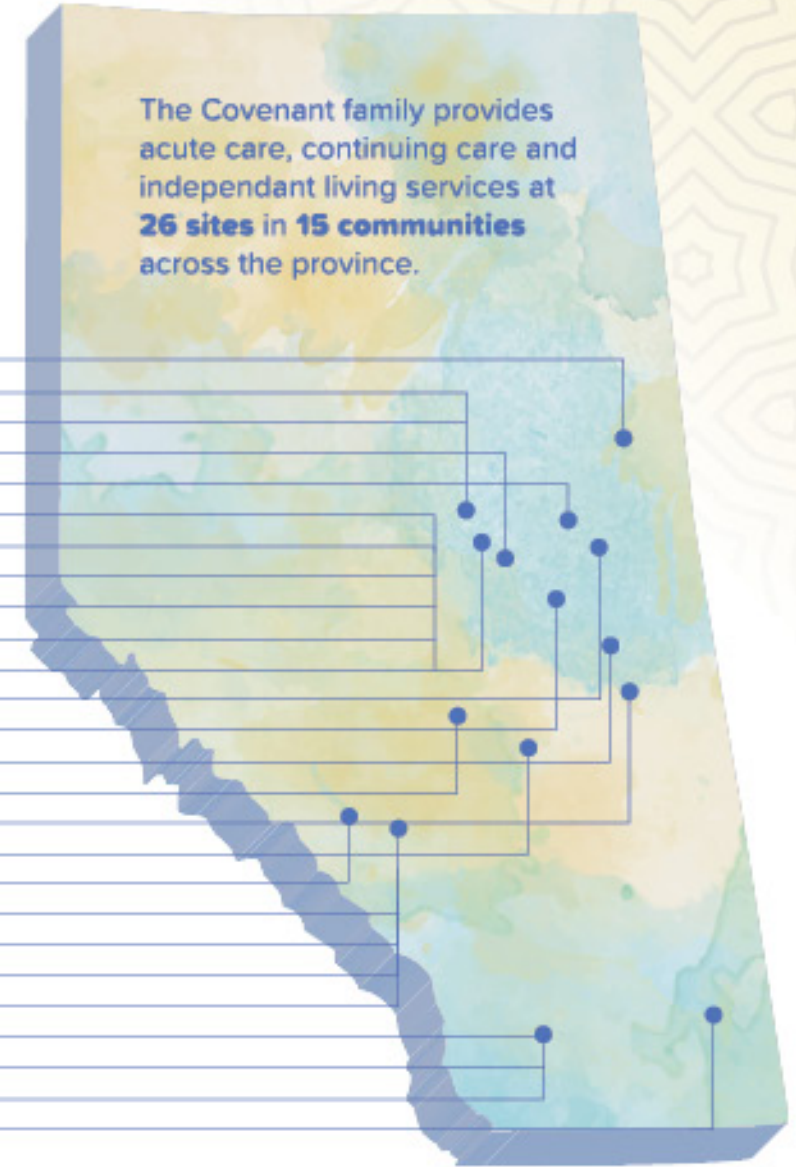 The Covenant family provides
acute care, continuing care and
independant living services at
26 sites in 15 communities
across the province.